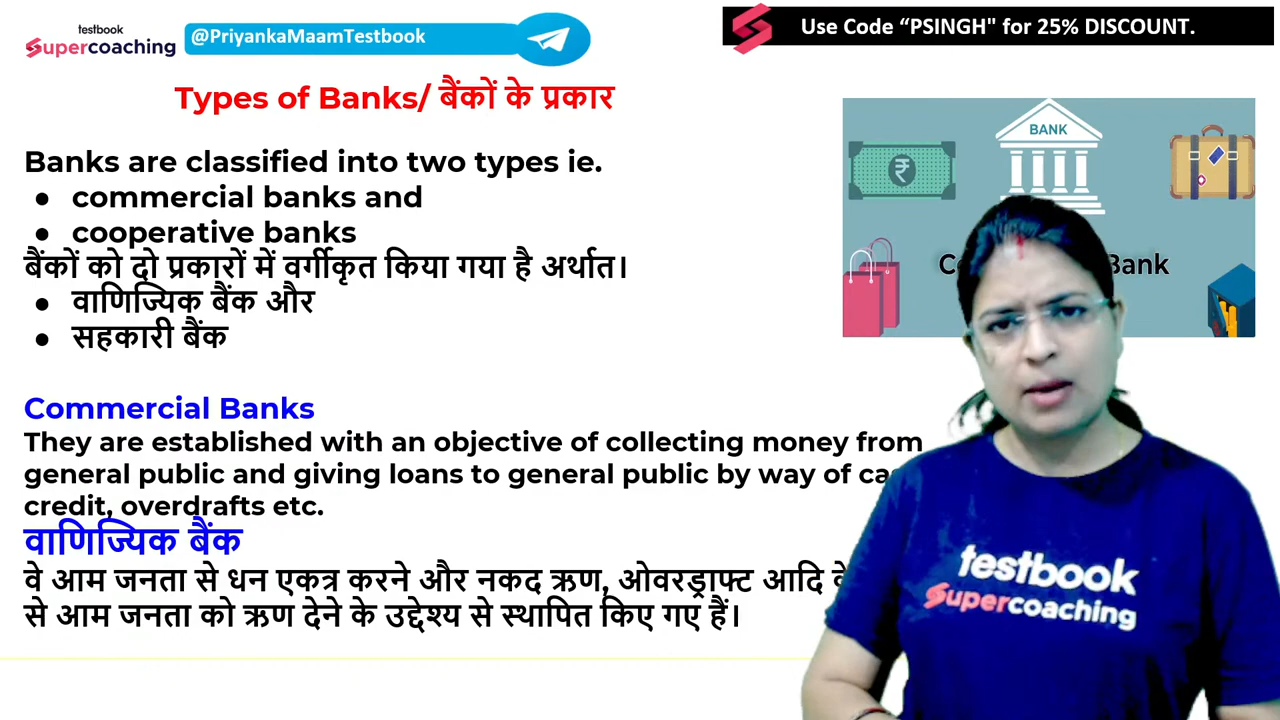 testbook
Supercoaching
@PriyankaMaamTestbook
Use Code “PSINGH" for 25% DISCOUNT.
Types of Banks/ बैंकों के प्रकार
BANK
Banks are classified into two types ie.
● commercial banks and
● cooperative banks
बैंकों को दो प्रकारों में वर्गीकृत किया गया है अर्थात।
● वाणिज्यिक बैंक और
● सहकारी बैंक
Bank
Commercial Banks
They are established with an objective of collecting money from
general public and giving loans to general public by way of
credit, overdrafts etc.
वाणिज्यिक बैंक
वे आम जनता से धन एकत्र करने और नकद ऋण, ओवरड्राफ्ट आदि
से आम जनता को ऋण देने के उद्देश्य से स्थापित किए गए हैं।
testbook
Supercoaching